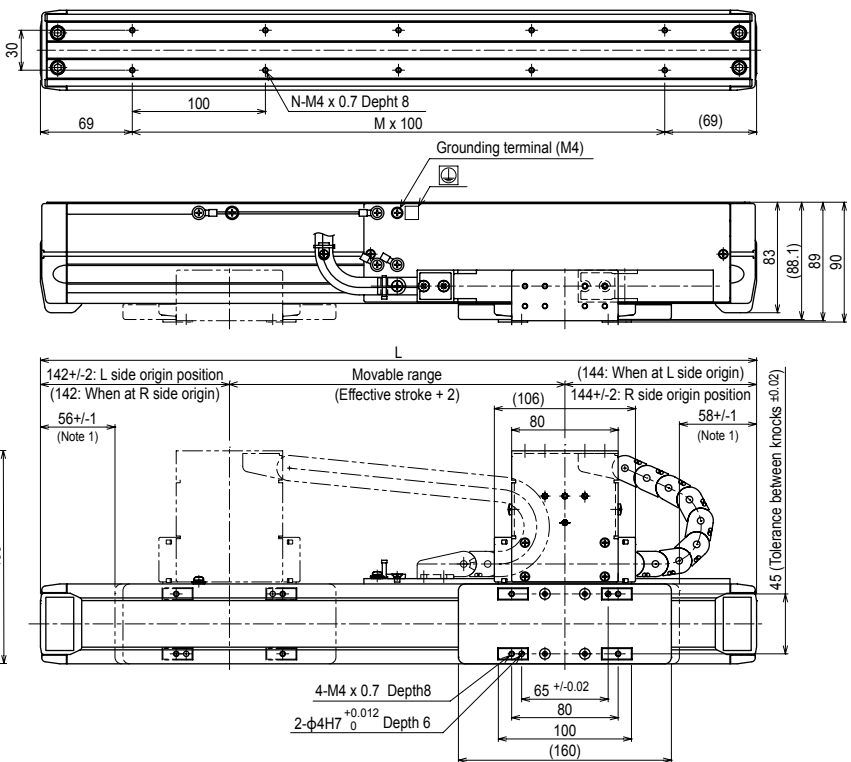 30
100
N-M4 x 0.7 Depht 8
69
M x 100
(69)
Grounding terminal (M4)
83
(88.1)
89
90
L
142+/-2: L side origin position
Movable range
(144: When at L side origin)
(142: When at R side origin)
(Effective stroke + 2)
144+/-2: R side origin position
56+/-1
(Note 1)
(106)
80
58+/-1
(Note 1)
45 (Tolerance between knocks ±0.02)
4-M4 x 0.7 Depth8
65 +/-0.02
2-ϕ4H7 +0.012 0 Depth 6
80
100
(160)